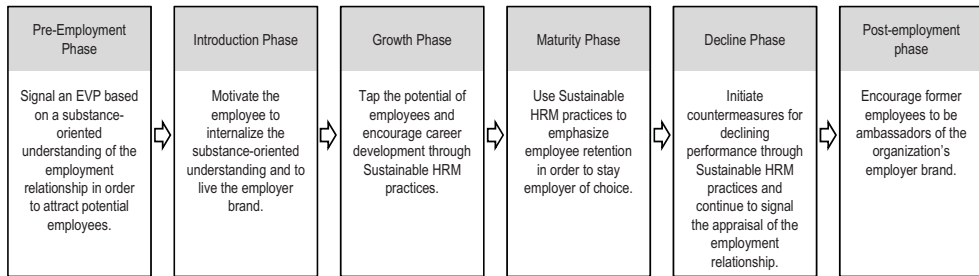 Pre-Employment
Phase
Signal an EVP based
on a substance-
oriented
understanding of the
employment
relationship in order
to attract potential
employees.
Introduction Phase
Motivate the
employee to
internalize the
substance-oriented
understanding and to
live the employer
brand.
Growth Phase
Tap the potential of
employees and
encourage career
development through
Sustainable HRM
practices.
Maturity Phase
Use Sustainable
HRM practices to
emphasize
employee retention
in order to stay
employer of choice.
Decline Phase
Initiate
countermeasures for
declining
performance through
Sustainable HRM
practices and
continue to signal
the appraisal of the
employment
relationship.
Post-employment
phase
Encourage former
employees to be
ambassadors of the
organization's
employer brand.